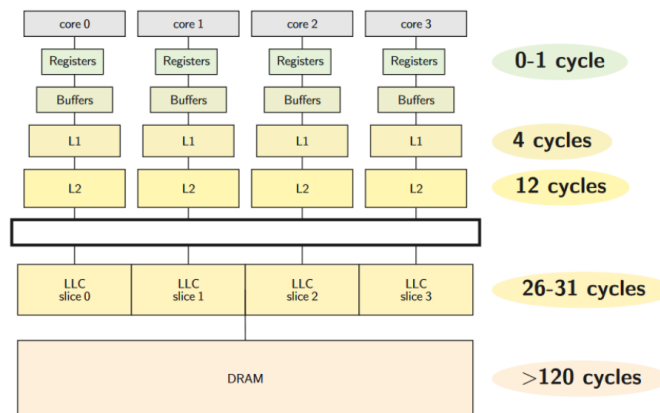 core 0 core 1 core 2 core 3
Registers Registers Registers Registers 0-1 cycle
Buffers Buffers Buffers Buffers
L1 L1 L1 L1 4 cycles
L2 L2 L2 L2 12 cycles
LLC LLC LLC LLC
slice 0 slice 1 slice 2 slice 3 26-31 cycles
DRAM >120 cycles